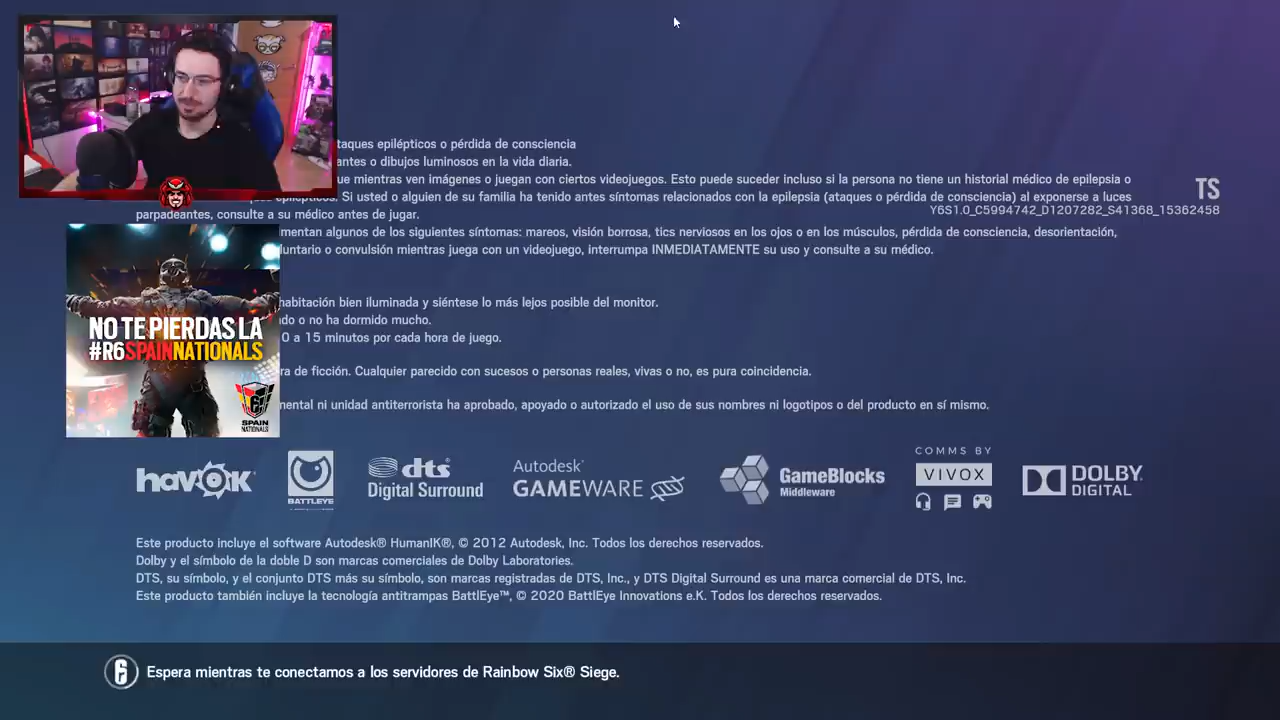 taques epilépticos o pérdida de consciencia
antes o dibujos luminosos en la vida diaria.
ue mientras ven imágenes o juegan con ciertos videojuegos. Esto puede suceder incluso si la persona no tiene un historial médico de epilepsia o
epilépticos. Si usted o alguien de su familia ha tenido antes síntomas relacionados con la epilepsia (ataques o pérdida de consciencia) al exponerse a luces
parpadeantes, consulte a su médico antes de jugar.
TS
Y6S1.0_C5994742_D1207282_S41368_15362458
mentan algunos de los siguientes síntomas: mareos, visión borrosa, tics nerviosos en los ojos o en los músculos, pérdida de consciencia, desorientación,
luntario o convulsión mientras juega con un videojuego, interrumpa INMEDIATAMENTE su uso y consulte a su médico.
habitación bien iluminada y siéntese lo más lejos posible del monitor.
do o no ha dormido mucho.
0 a 15 minutos por cada hora de juego.
ra de ficción. Cualquier parecido con sucesos o personas reales, vivas o no, es pura coincidencia.
mental ni unidad antiterrorista ha aprobado, apoyado o autorizado el uso de sus nombres ni logotipos o del producto en sí mismo.
NO TE PIERDAS LA
#R6SPAINNATIONALS
SPAIN
NATIONALS
havok
BATTLEYE
dts
Digital Surround
Autodesk®
GAMEWARE
GameBlocks
Middleware
COMMS BY
VIVOX
DOLBY
DIGITAL
Este producto incluye el software Autodesk® HumanIK®, © 2012 Autodesk, Inc. Todos los derechos reservados.
Dolby y el símbolo de la doble D son marcas comerciales de Dolby Laboratories.
DTS, su símbolo, y el conjunto DTS más su símbolo, son marcas registradas de DTS, Inc., y DTS Digital Surround es una marca comercial de DTS, Inc.
Este producto también incluye la tecnología antitrampas BattlEye™, © 2020 BattlEye Innovations e.K. Todos los derechos reservados.
Espera mientras te conectamos a los servidores de Rainbow Six® Siege.